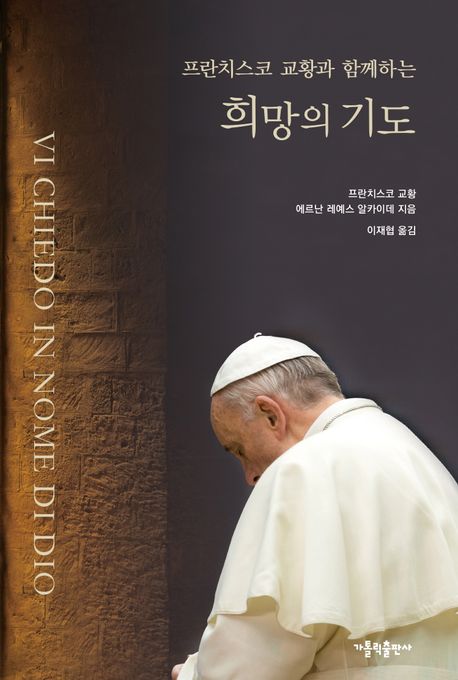 프란치스코 교황과 함께하는
희망의 기도
프란치스코 교황
에르난 레예스 알카이데 지음
이재협 옮김
VI CHIEDO IN NOME DI DIO
가톨릭출판사